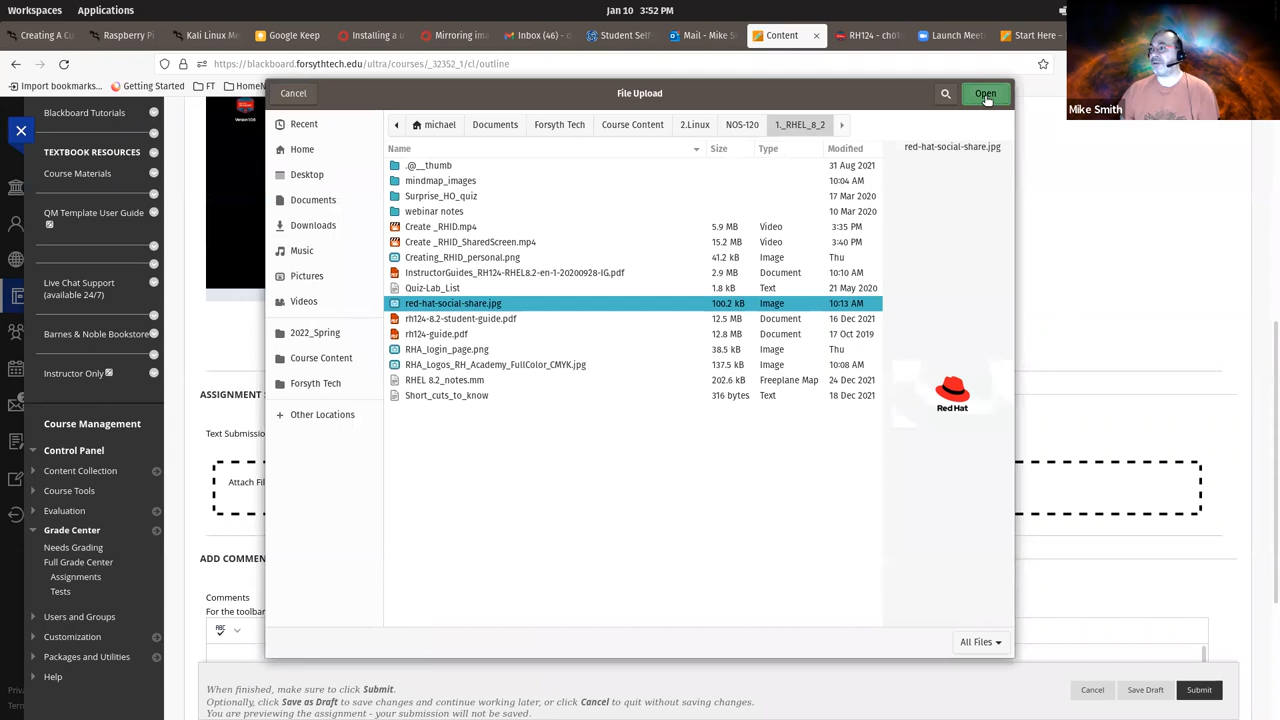 Workspaces Applications Jan 10 3:52 PM
Creating A Cu Raspberry Pi Kali Linux Me Google Keep Installing a u Mirroring im Inbox (46) - Student Self Mail - Mike S Content RH124 - ch01 Launch Meet Start Here –
https://blackboard.forsythtech.edu/ultra/courses/_32352_1/cl/outline
Import bookmarks... Getting Started FT HomeN
Mike Smith
Blackboard Tutorials
TEXTBOOK RESOURCES
Course Materials
QM Template User Guide
Live Chat Support
(available 24/7)
Barnes & Noble Bookstore
Instructor Only
Course Management
Control Panel
Content Collection
Course Tools
Evaluation
Grade Center
Needs Grading
Full Grade Center
Assignments
Tests
Users and Groups
Customization
Packages and Utilities
Help
Priva
Term
Cancel File Upload Open
Recent
Home
Desktop
Documents
Downloads
Music
Pictures
Videos
2022_Spring
Course Content
Forsyth Tech
Other Locations
michael Documents Forsyth Tech Course Content 2.Linux NOS-120 1._RHEL_8_2
Name Size Type Modified
.@__thumb 31 Aug 2021
mindmap_images 10:04 AM
Surprise_HO_quiz 17 Mar 2020
webinar notes 10 Mar 2020
Create _RHID.mp4 5.9 MB Video 3:35 PM
Create _RHID_SharedScreen.mp4 15.2 MB Video 3:40 PM
Creating_RHID_personal.png 41.2 kB Image Thu
InstructorGuides_RH124-RHEL8.2-en-1-20200928-IG.pdf 2.9 MB Document 10:10 AM
Quiz-Lab_List 1.8 kB Text 21 May 2020
red-hat-social-share.jpg 100.2 kB Image 10:13 AM
rh124-8.2-student-guide.pdf 12.5 MB Document 16 Dec 2021
rh124-guide.pdf 12.8 MB Document 17 Oct 2019
RHA_login_page.png 38.5 kB Image Thu
RHA_Logos_RH_Academy_FullColor_CMYK.jpg 137.5 kB Image 10:08 AM
RHEL 8.2_notes.mm 202.6 kB Freeplane Map 24 Dec 2021
Short_cuts_to_know 316 bytes Text 18 Dec 2021
red-hat-social-share.jpg
Red Hat
All Files
ASSIGNMENT
Text Submissio
Attach Fil
ADD COMMEN
Comments
For the toolbar
ABC
When finished, make sure to click Submit.
Optionally, click Save as Draft to save changes and continue working later, or click Cancel to quit without saving changes.
You are previewing the assignment - your submission will not be saved.
Cancel Save Draft Submit